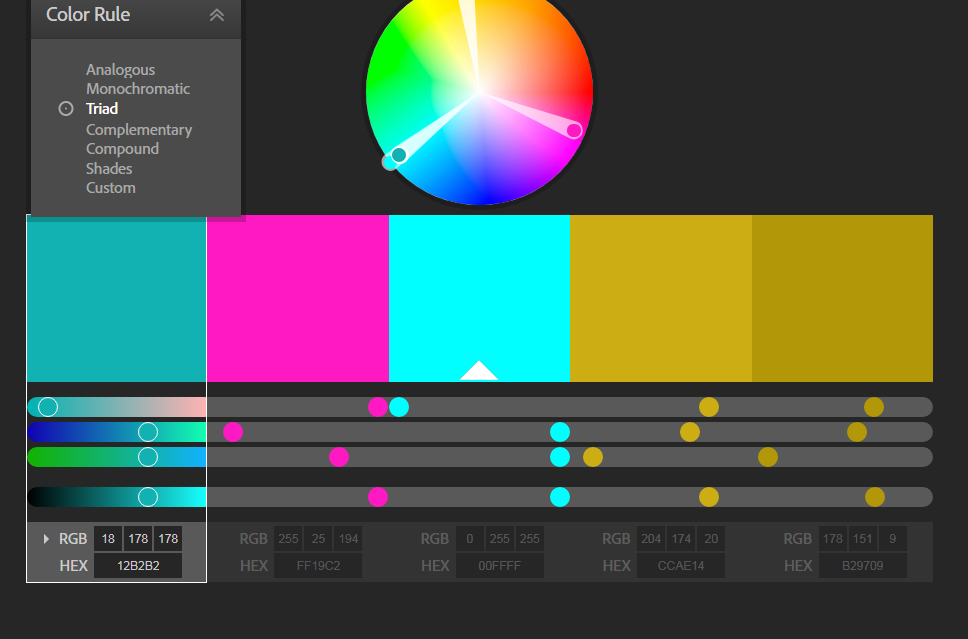 Color Rule
Analogous
Monochromatic
Triad
Complementary
Compound
Shades
Custom
RGB 18 178 178 RGB 255 25 194 RGB 0 255 255 RGB 204 174 20 RGB 178 151 9
HEX 12B2B2 HEX FF19C2 HEX 00FFFF HEX CCAE14 HEX B29709